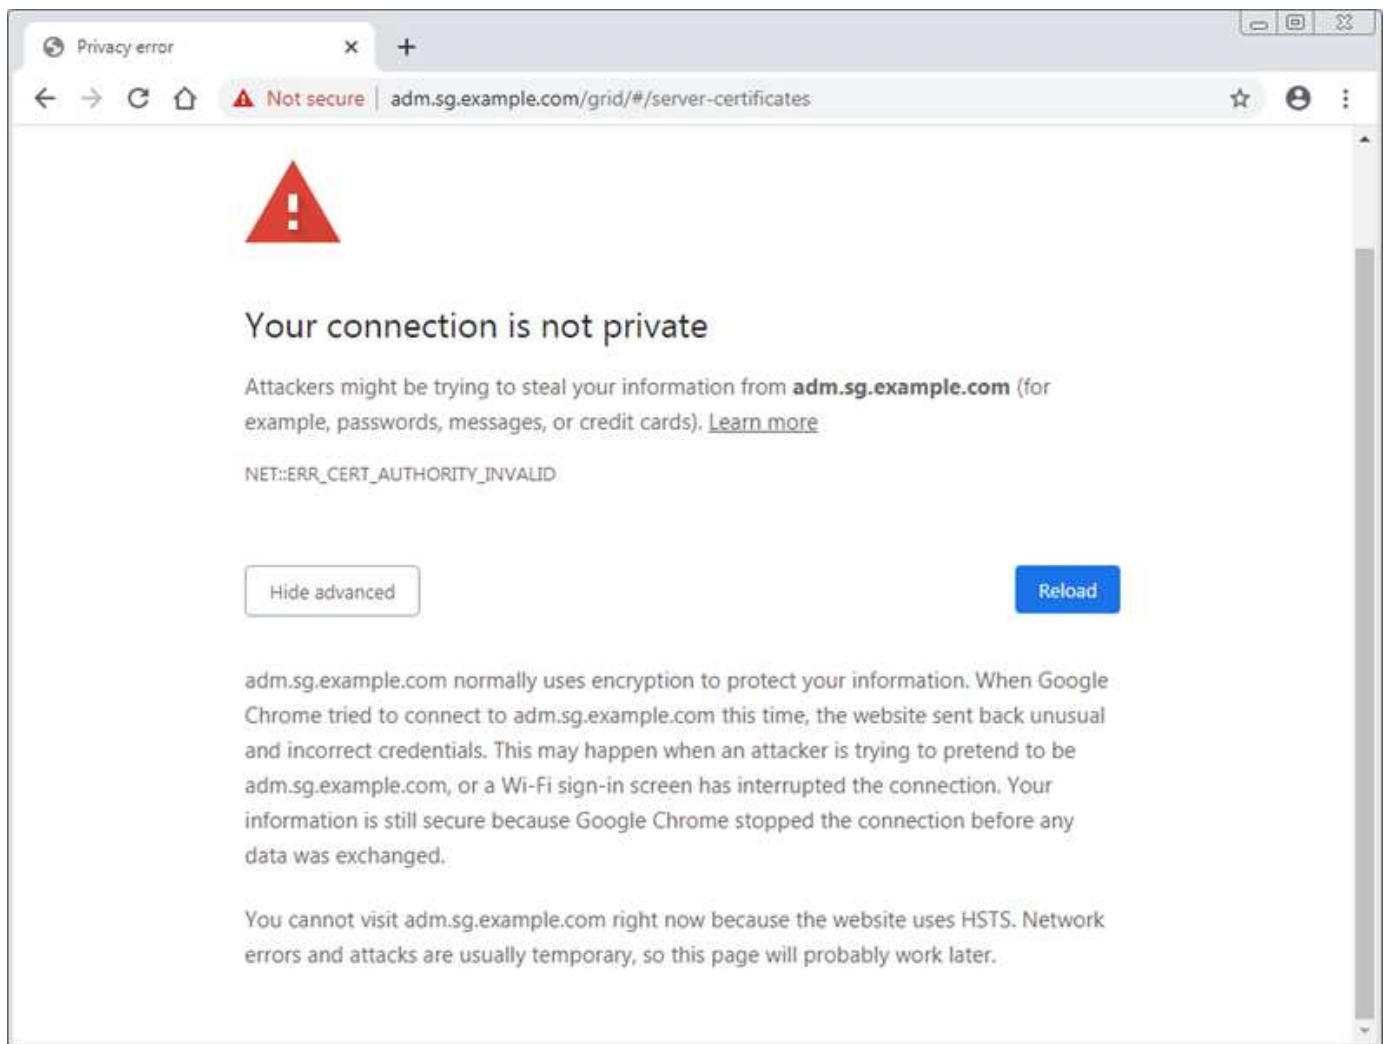 Privacy error
Not secure adm.sg.example.com/grid/#/server-certificates
Your connection is not private
Attackers might be trying to steal your information from adm.sg.example.com (for
example, passwords, messages, or credit cards). Learn more
NET::ERR_CERT_AUTHORITY_INVALID
Hide advanced
Reload
adm.sg.example.com normally uses encryption to protect your information. When Google
Chrome tried to connect to adm.sg.example.com this time, the website sent back unusual
and incorrect credentials. This may happen when an attacker is trying to pretend to be
adm.sg.example.com, or a Wi-Fi sign-in screen has interrupted the connection. Your
information is still secure because Google Chrome stopped the connection before any
data was exchanged.
You cannot visit adm.sg.example.com right now because the website uses HSTS. Network
errors and attacks are usually temporary, so this page will probably work later.